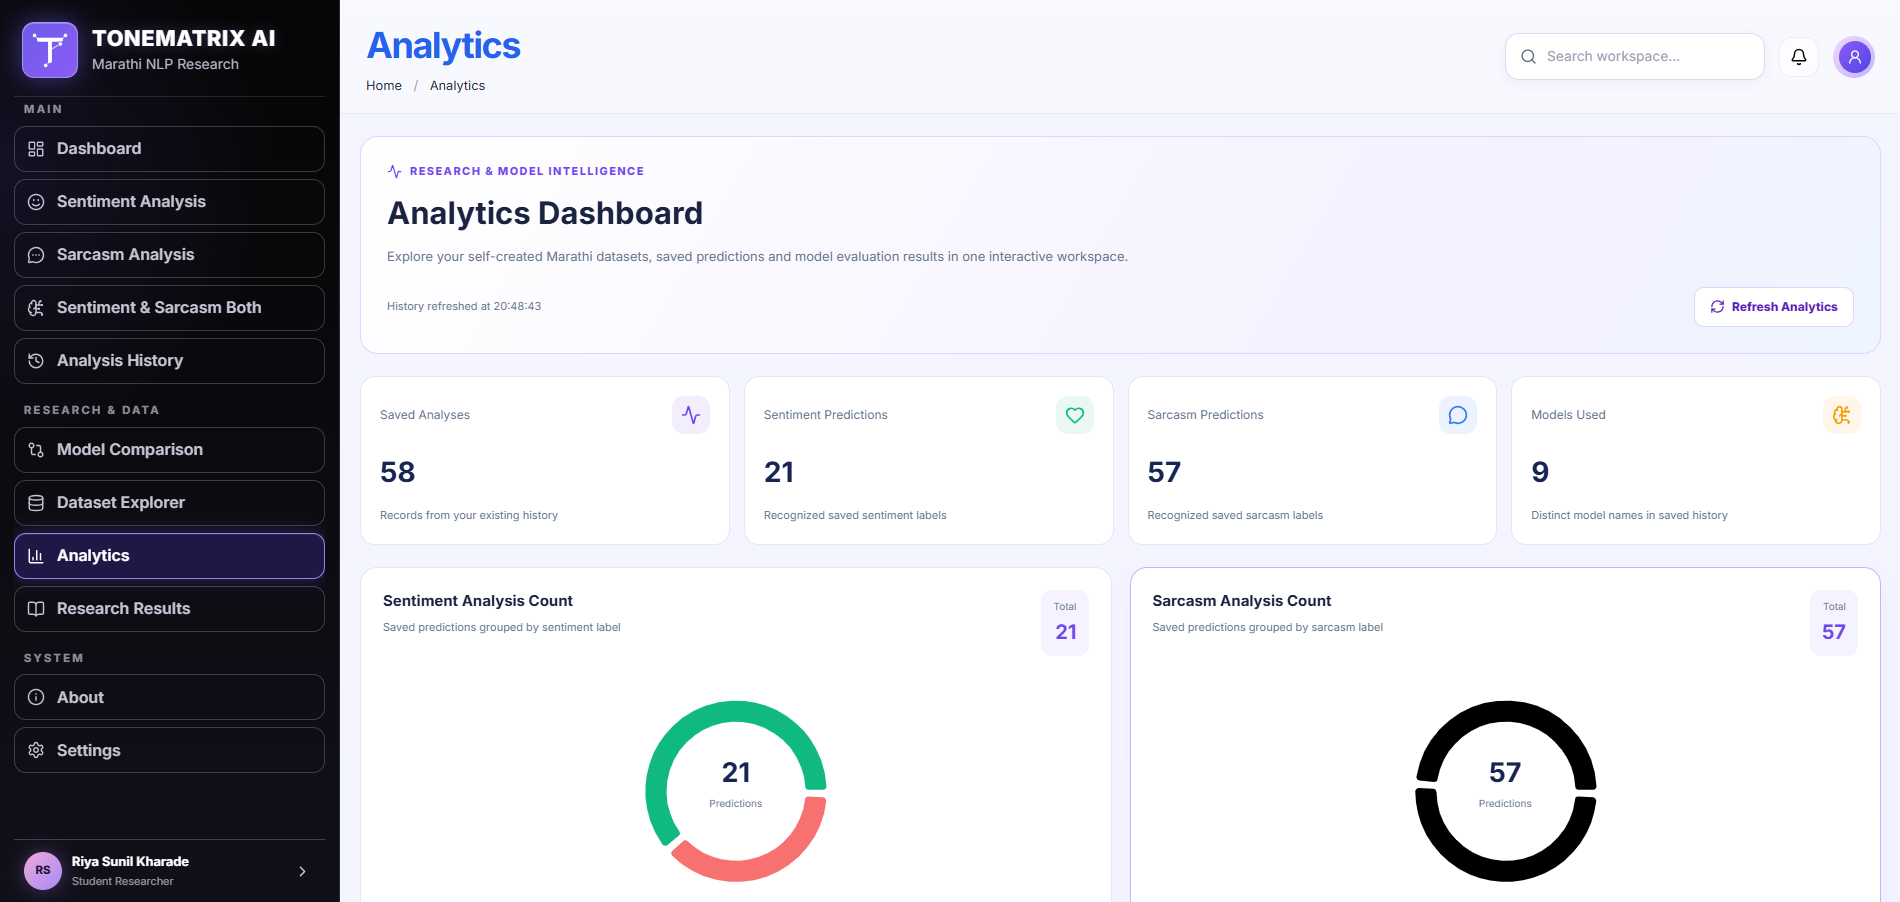 TONEMATRIX AI
Marathi NLP Research
MAIN
Dashboard
Sentiment Analysis
Sarcasm Analysis
Sentiment & Sarcasm Both
Analysis History
RESEARCH & DATA
Model Comparison
Dataset Explorer
Analytics
Research Results
SYSTEM
About
Settings
RS
Riya Sunil Kharade
Student Researcher
Analytics
Home / Analytics
Search workspace...
RESEARCH & MODEL INTELLIGENCE
Analytics Dashboard
Explore your self-created Marathi datasets, saved predictions and model evaluation results in one interactive workspace.
History refreshed at 20:48:43
Refresh Analytics
Saved Analyses
58
Records from your existing history
Sentiment Predictions
21
Recognized saved sentiment labels
Sarcasm Predictions
57
Recognized saved sarcasm labels
Models Used
9
Distinct model names in saved history
Sentiment Analysis Count
Saved predictions grouped by sentiment label
Total
21
21
Predictions
Sarcasm Analysis Count
Saved predictions grouped by sarcasm label
Total
57
57
Predictions